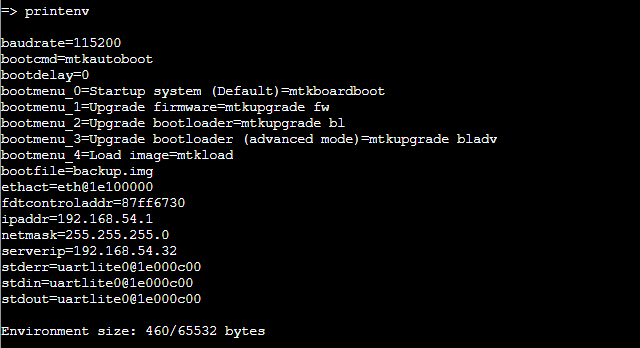 => printenv
baudrate=115200
bootcmd=mtkautoboot
bootdelay=0
bootmenu_0=Startup system (Default)=mtkboardboot
bootmenu_1=Upgrade firmware=mtkupgrade fw
bootmenu_2=Upgrade bootloader=mtkupgrade bl
bootmenu_3=Upgrade bootloader (advanced mode)=mtkupgrade bladv
bootmenu_4=Load image=mtkload
bootfile=backup.img
ethact=eth@1e100000
fdtcontroladdr=87ff6730
ipaddr=192.168.54.1
netmask=255.255.255.0
serverip=192.168.54.32
stderr=uartlite0@1e000c00
stdin=uartlite0@1e000c00
stdout=uartlite0@1e000c00
Environment size: 460/65532 bytes